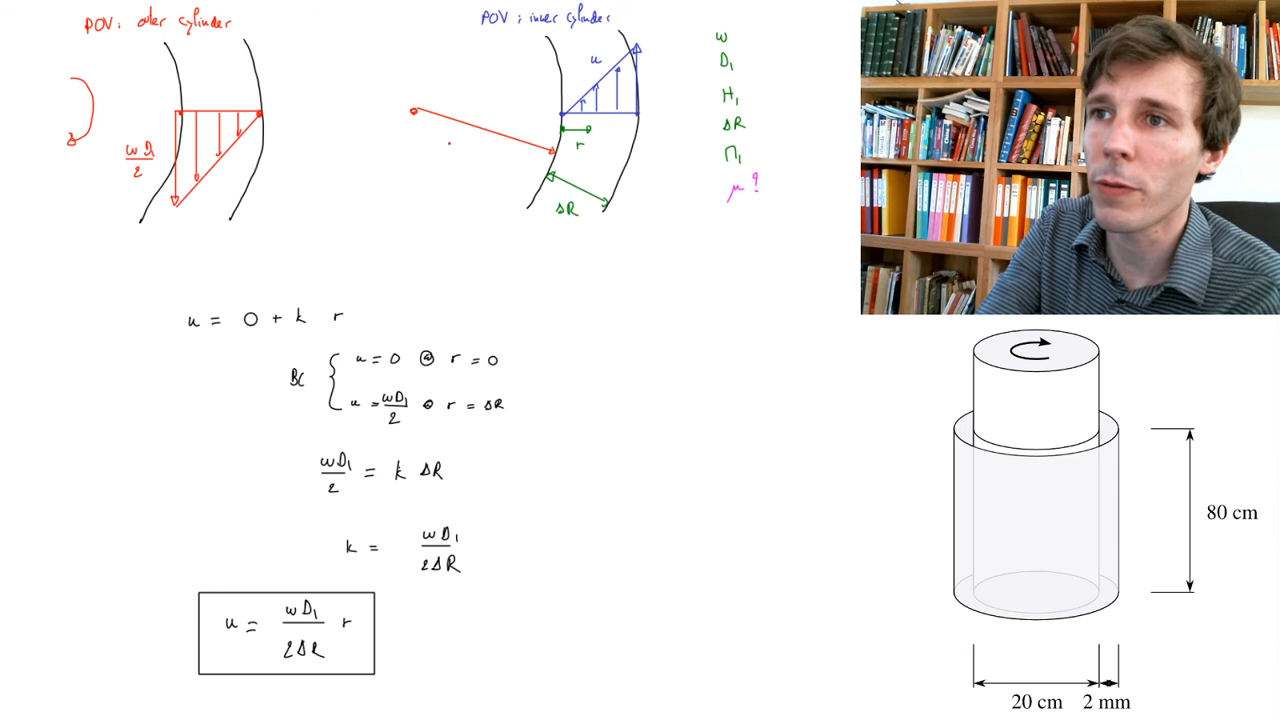 POV: outer cylinder
ωD₁/2
POV: inner cylinder
u
r
ΔR
ω
D₁
H₁
ΔR
M₁
μ?
u = 0 + k r
BC { u = 0 @ r = 0
u = ωD₁/2 @ r = ΔR
ωD₁/2 = k ΔR
k = ωD₁/2ΔR
u = ωD₁/2ΔR r
80 cm
20 cm 2 mm